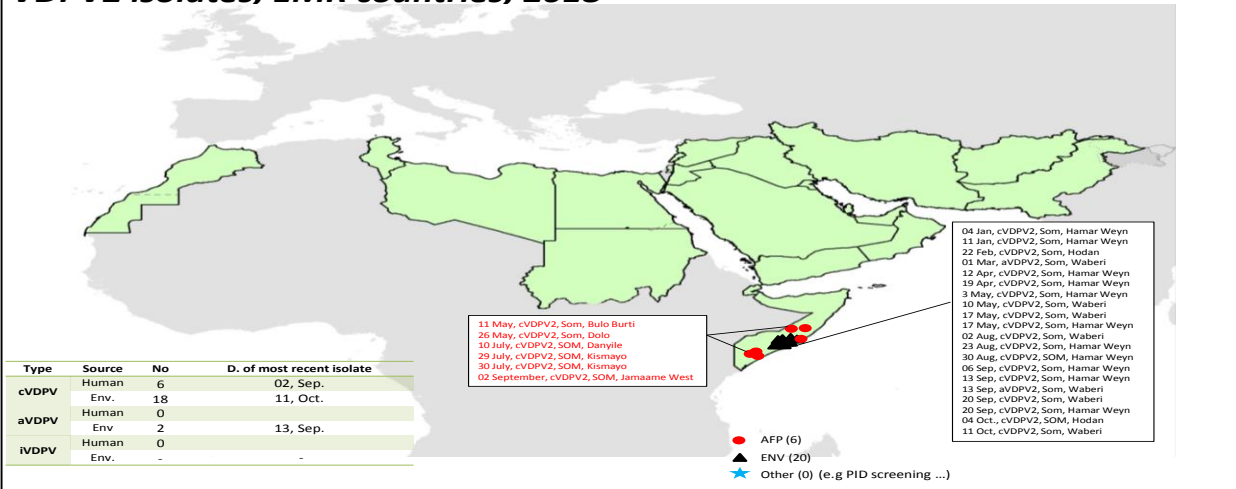 VDPV2 isolates, EMR countries, 2018
04 Jan, cVDPV2, Som, Hamar Weyn
11 Jan, cVDPV2, Som, Hamar Weyn
22 Feb, cVDPV2, Som, Hodan
01 Mar, aVDPV2, Som, Waberi
12 Apr, cVDPV2, Som, Hamar Weyn
19 Apr, cVDPV2, Som, Hamar Weyn
3 May, cVDPV2, Som, Hamar Weyn
10 May, cVDPV2, Som, Waberi
17 May, cVDPV2, Som, Waberi
17 May, cVDPV2, Som, Hamar Weyn
02 Aug, cVDPV2, Som, Waberi
23 Aug, cVDPV2, Som, Hamar Weyn
30 Aug, cVDPV2, SOM, Hamar Weyn
06 Sep, cVDPV2, Som, Hamar Weyn
13 Sep, cVDPV2, Som, Hamar Weyn
13 Sep, aVDPV2, Som, Waberi
20 Sep, cVDPV2, Som, Waberi
20 Sep, cVDPV2, Som, Hamar Weyn
04 Oct., cVDPV2, SOM, Hodan
11 Oct, cVDPV2, Som, Waberi
11 May, cVDPV2, Som, Bulo Burti
26 May, cVDPV2, Som, Dolo
10 July, cVDPV2, SOM, Danyile
29 July, cVDPV2, SOM, Kismayo
30 July, cVDPV2, SOM, Kismayo
02 September, cVDPV2, SOM, Jamaame West
Type Source No D. of most recent isolate
cVDPV Human 6 02, Sep.
Env. 18 11, Oct.
aVDPV Human 0
Env 2 13, Sep.
iVDPV Human 0
Env. - -
AFP (6)
ENV (20)
Other (0) (e.g PID screening ...)